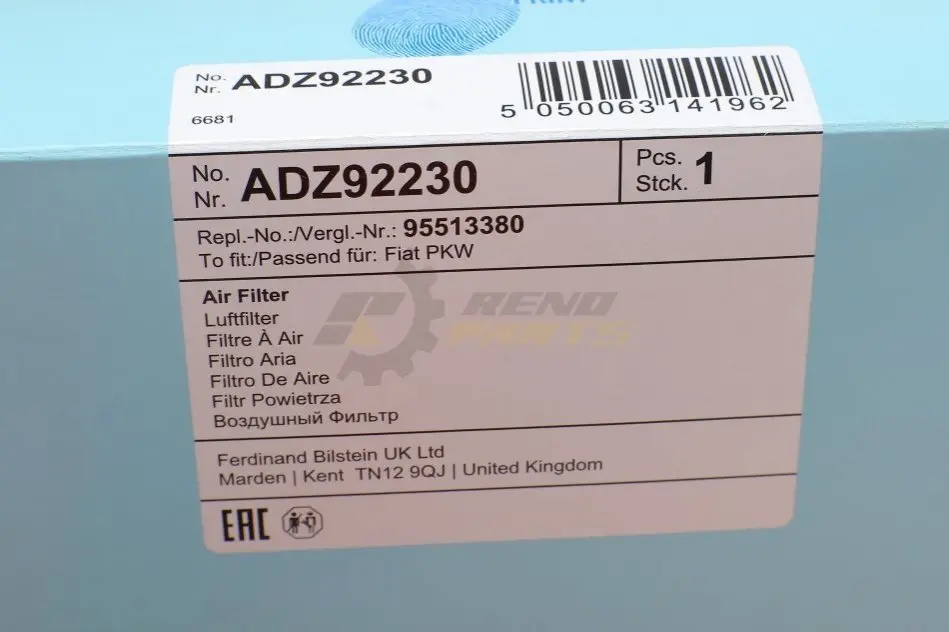 No.
Nr. ADZ92230
6681
5 050063 141962
No.
Nr. ADZ92230
Pcs.
Stck. 1
Repl.-No.:/Vergl.-Nr.: 95513380
To fit:/Passend für: Fiat PKW
Air Filter
Luftfilter
Filtre À Air
Filtro Aria
Filtro De Aire
Filtr Powietrza
Воздушный Фильтр
RENO
PARTS
Ferdinand Bilstein UK Ltd
Marden | Kent TN12 9QJ | United Kingdom
EAC